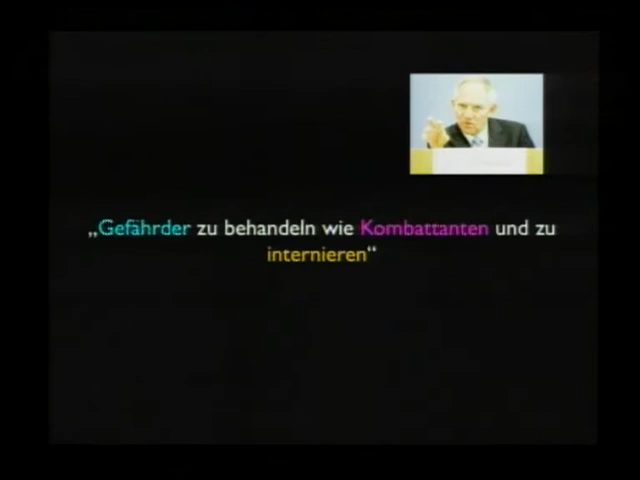 „Gefährder zu behandeln wie Kombattanten und zu
internieren“